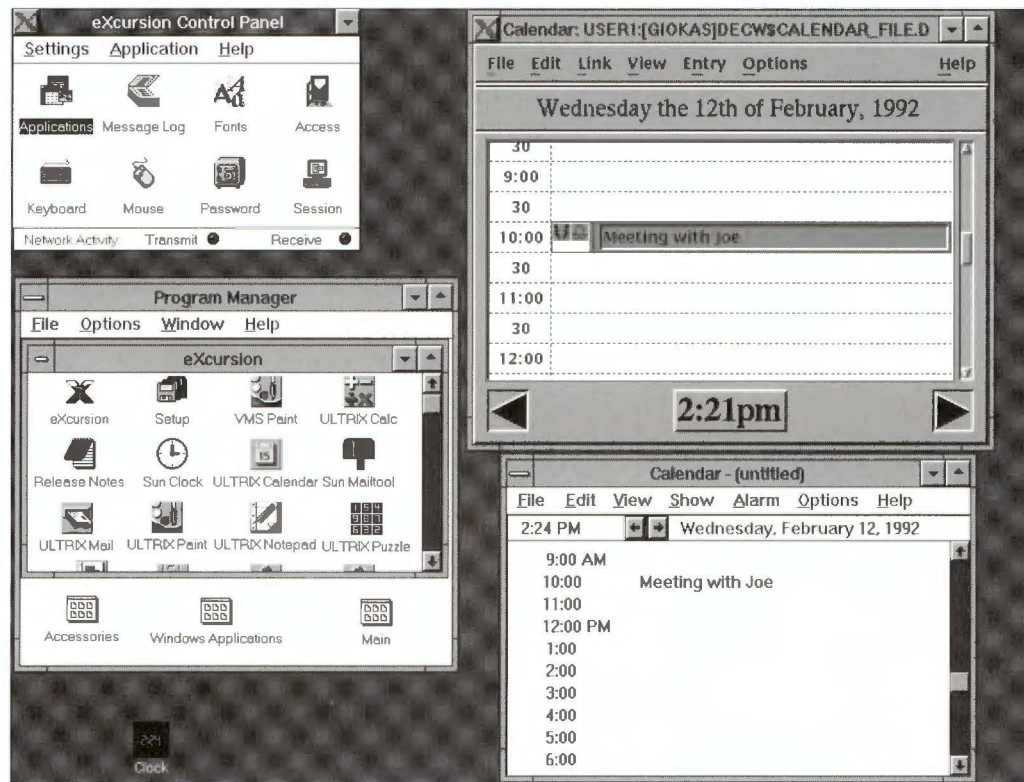 eXcursion Control Panel
Settings Application Help
Applications Message Log Fonts Access
Keyboard Mouse Password Session
Network Activity: Transmit Receive
Program Manager
File Options Window Help
eXcursion
eXcursion Setup VMS Paint ULTRIX Calc
Release Notes Sun Clock ULTRIX Calendar Sun Mailtool
ULTRIX Mail ULTRIX Paint ULTRIX Notepad ULTRIX Puzzle
Accessories Windows Applications Main
Clock
Calendar: USER1:[GIOKAS]DECW$CALENDAR_FILE.D
File Edit Link View Entry Options Help
Wednesday the 12th of February, 1992
30
9:00
30
10:00 Meeting with Joe
30
11:00
30
12:00
2:21pm
Calendar - (untitled)
File Edit View Show Alarm Options Help
2:24 PM Wednesday, February 12, 1992
9:00 AM
10:00 Meeting with Joe
11:00
12:00 PM
1:00
2:00
3:00
4:00
5:00
6:00